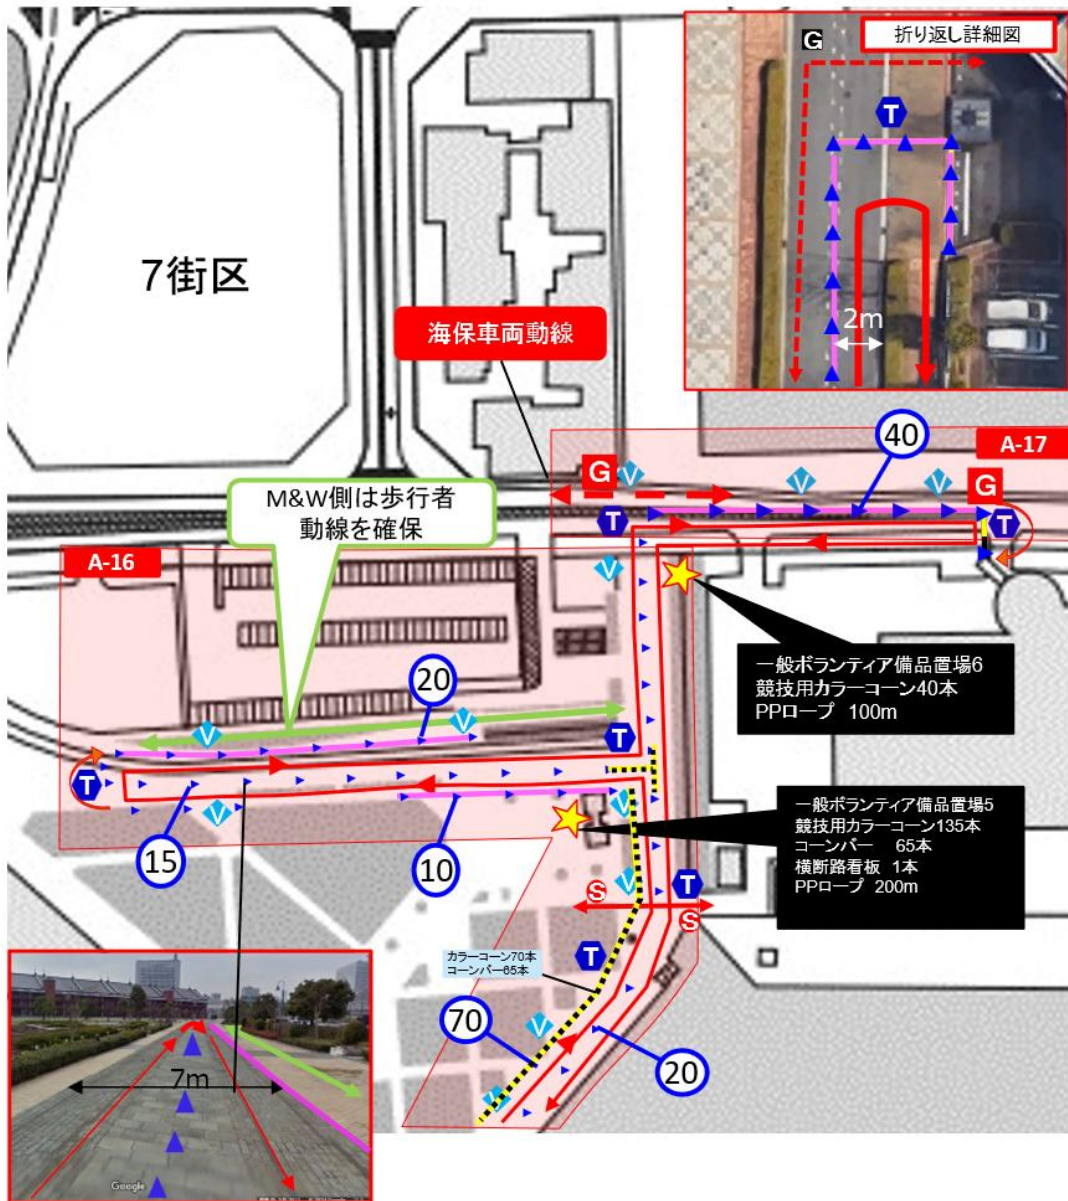 G
折り返し詳細図
T
2m
7街区
海保車両動線
40
A-17
G
V
V
V
G
T
T
M&W側は歩行者
動線を確保
A-16
V
20
V
V
T
T
V
15
10
V
V
S
T
S
一般ボランティア備品置場6
競技用カラーコーン40本
PPロープ 100m
一般ボランティア備品置場5
競技用カラーコーン135本
コーンバー 65本
横断路看板 1本
PPロープ 200m
カラーコーン70本
コーンバー65本
T
70
V
20
V
7m
Google